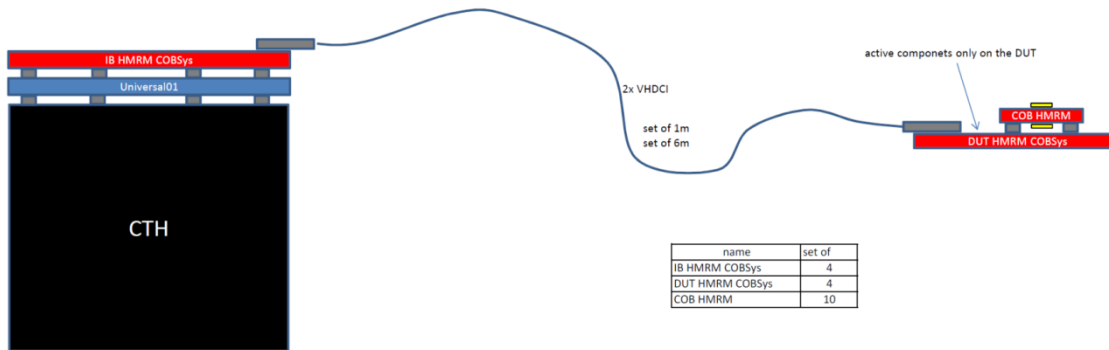 IB HMRM COBSys
Universal01
CTH
2x VHDCI
set of 1m
set of 6m
active componets only on the DUT
COB HMRM
DUT HMRM COBSys
name set of
IB HMRM COBSys 4
DUT HMRM COBSys 4
COB HMRM 10